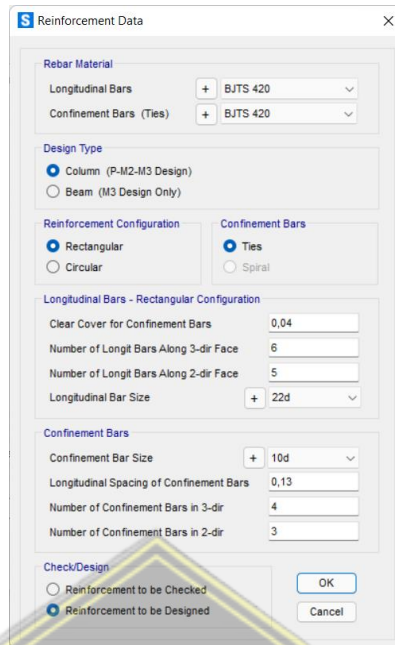 S Reinforcement Data
Rebar Material
Longitudinal Bars + BJTS 420
Confinement Bars (Ties) + BJTS 420
Design Type
Column (P-M2-M3 Design)
Beam (M3 Design Only)
Reinforcement Configuration
Rectangular
Circular
Confinement Bars
Ties
Spiral
Longitudinal Bars - Rectangular Configuration
Clear Cover for Confinement Bars 0,04
Number of Longit Bars Along 3-dir Face 6
Number of Longit Bars Along 2-dir Face 5
Longitudinal Bar Size + 22d
Confinement Bars
Confinement Bar Size + 10d
Longitudinal Spacing of Confinement Bars 0,13
Number of Confinement Bars in 3-dir 4
Number of Confinement Bars in 2-dir 3
Check/Design
Reinforcement to be Checked
Reinforcement to be Designed
OK
Cancel